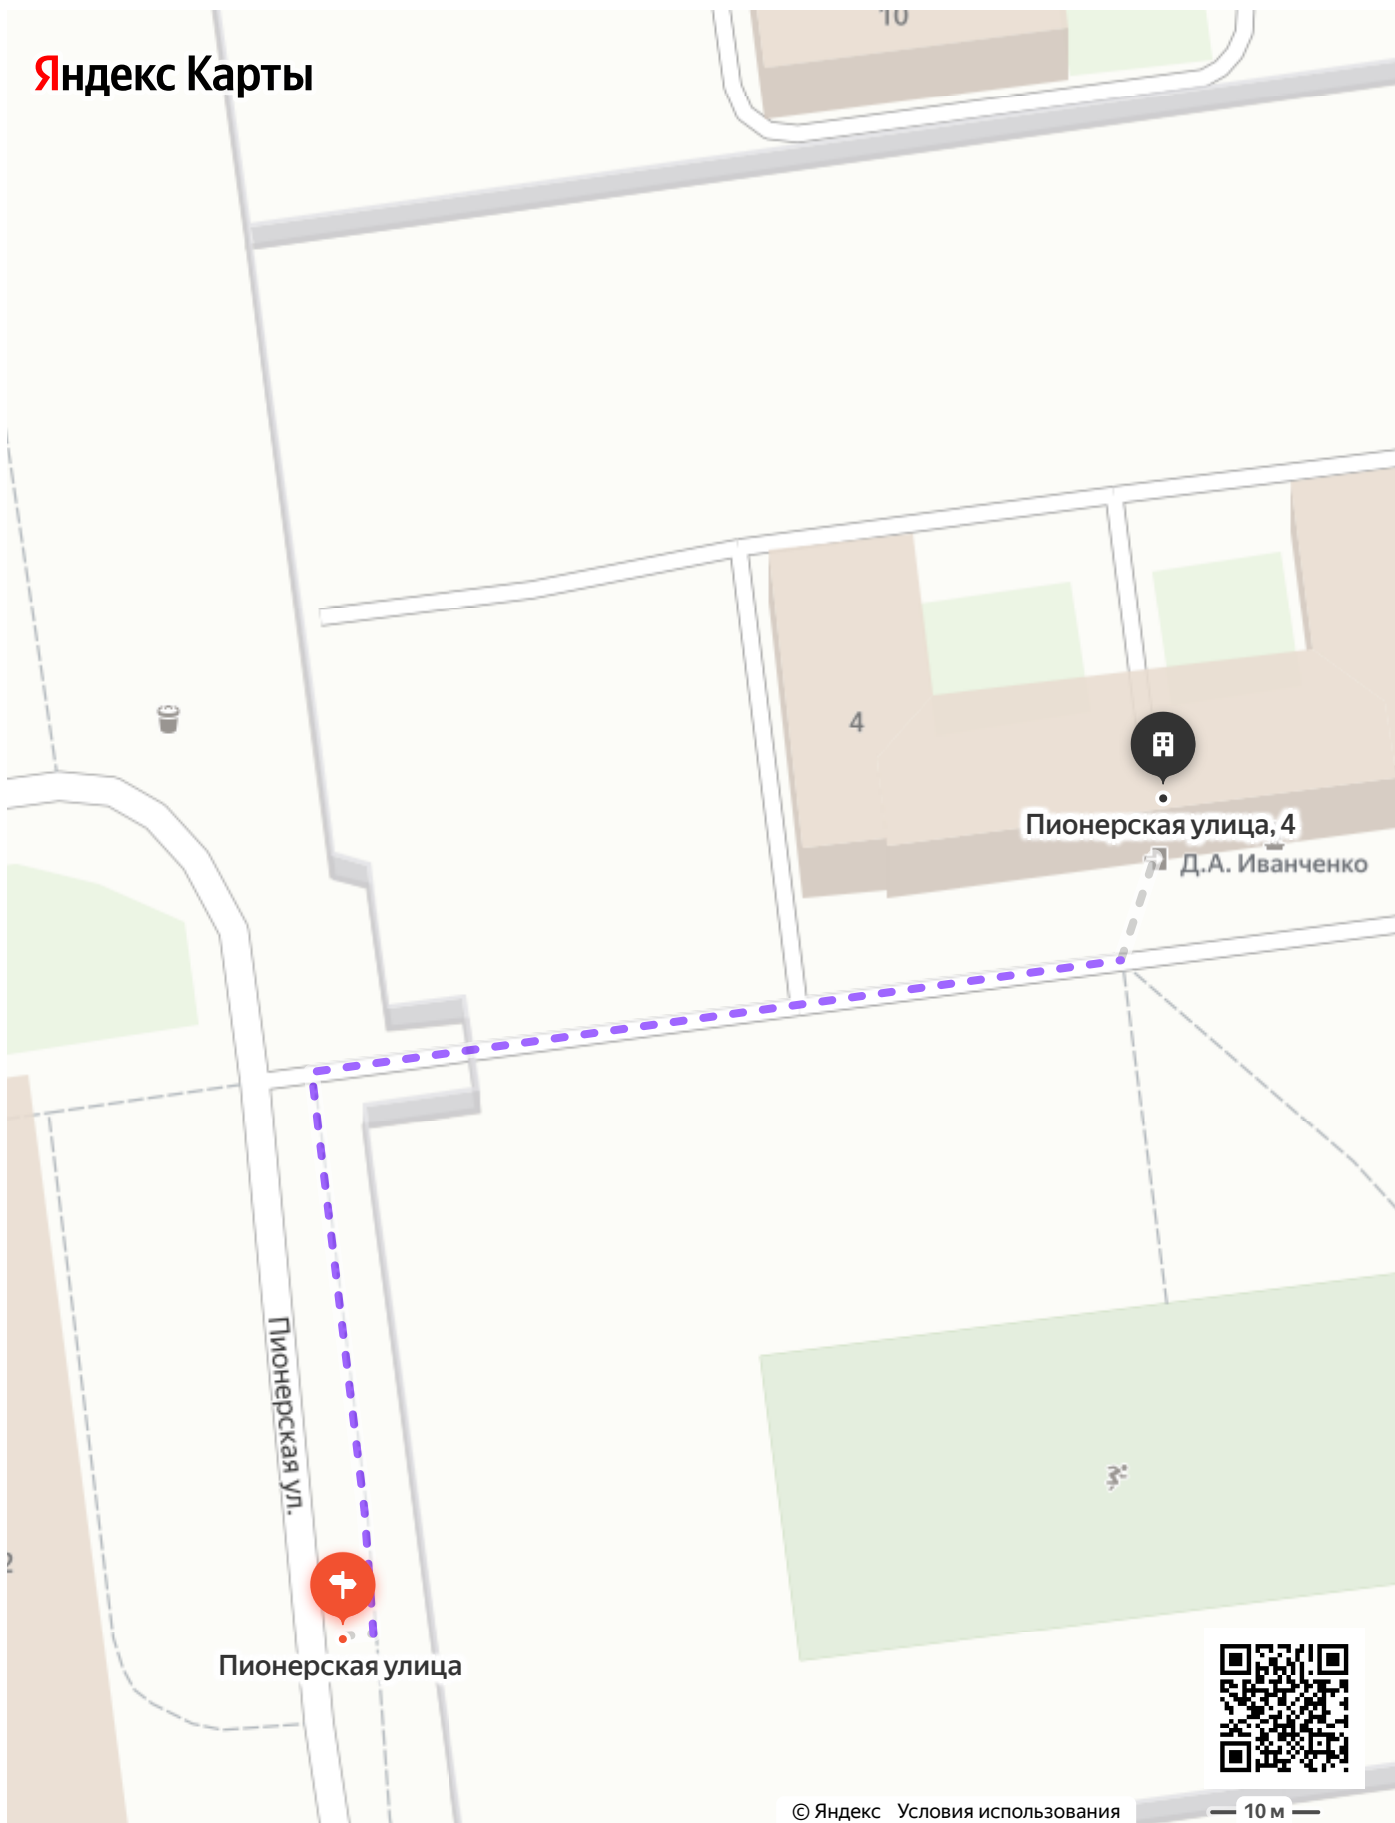 10
Яндекс Карты
4
Пионерская улица, 4
Д.А. Иванченко
Пионерская ул.
Пионерская улица
© Яндекс Условия использования
10 м